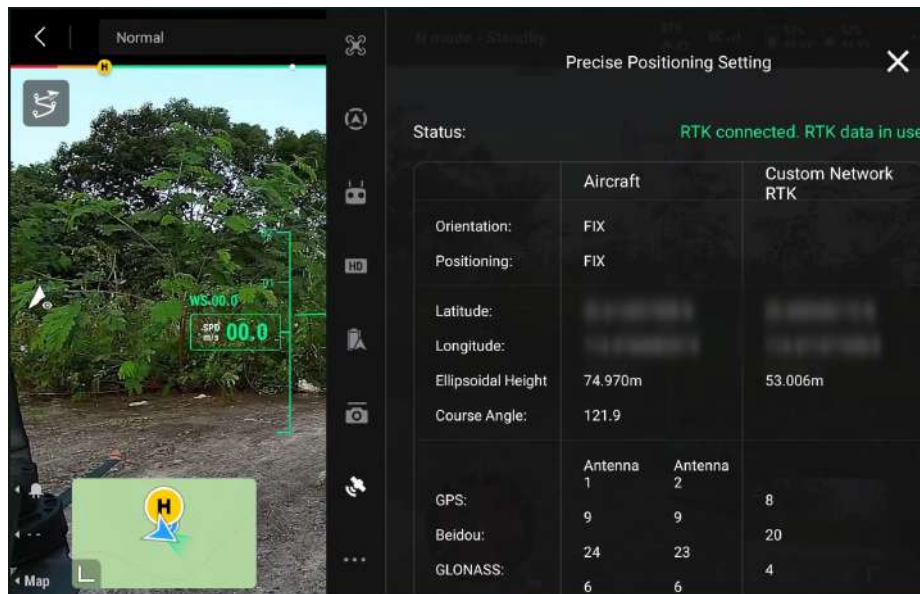 Normal
H
WS 00.0
SPD
m/s
00.0
H
Map
HD
Precise Positioning Setting
Status:
RTK connected. RTK data in use
Aircraft
Custom Network
RTK
Orientation:
FIX
Positioning:
FIX
Latitude:
Longitude:
Ellipsoidal Height
74.970m
53.006m
Course Angle:
121.9
Antenna
1
Antenna
2
GPS:
9
9
8
Beidou:
24
23
20
GLONASS:
6
6
4